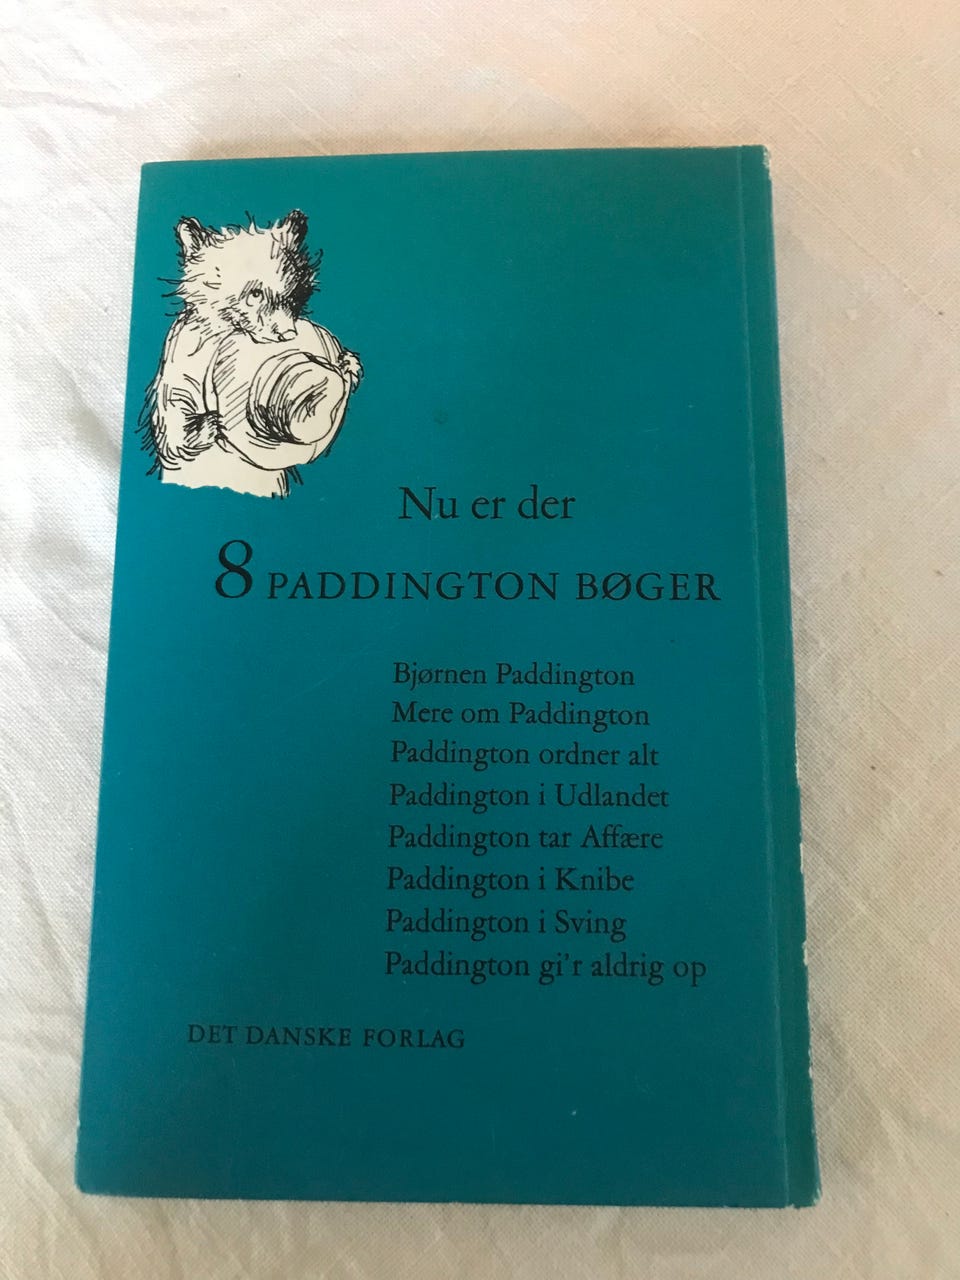 Nu er der
8 PADDINGTON BØGER
Bjørnen Paddington
Mere om Paddington
Paddington ordner alt
Paddington i Udlandet
Paddington tar Affære
Paddington i Knibe
Paddington i Sving
Paddington gi'r aldrig op
DET DANSKE FORLAG